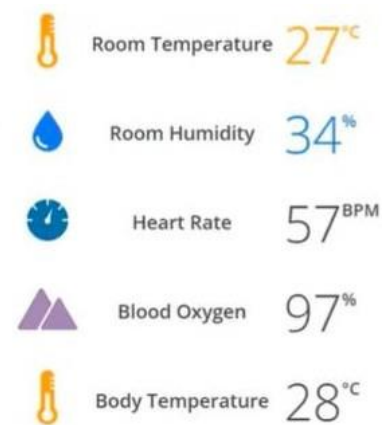 Room Temperature 27°C
Room Humidity 34%
Heart Rate 57BPM
Blood Oxygen 97%
Body Temperature 28°C